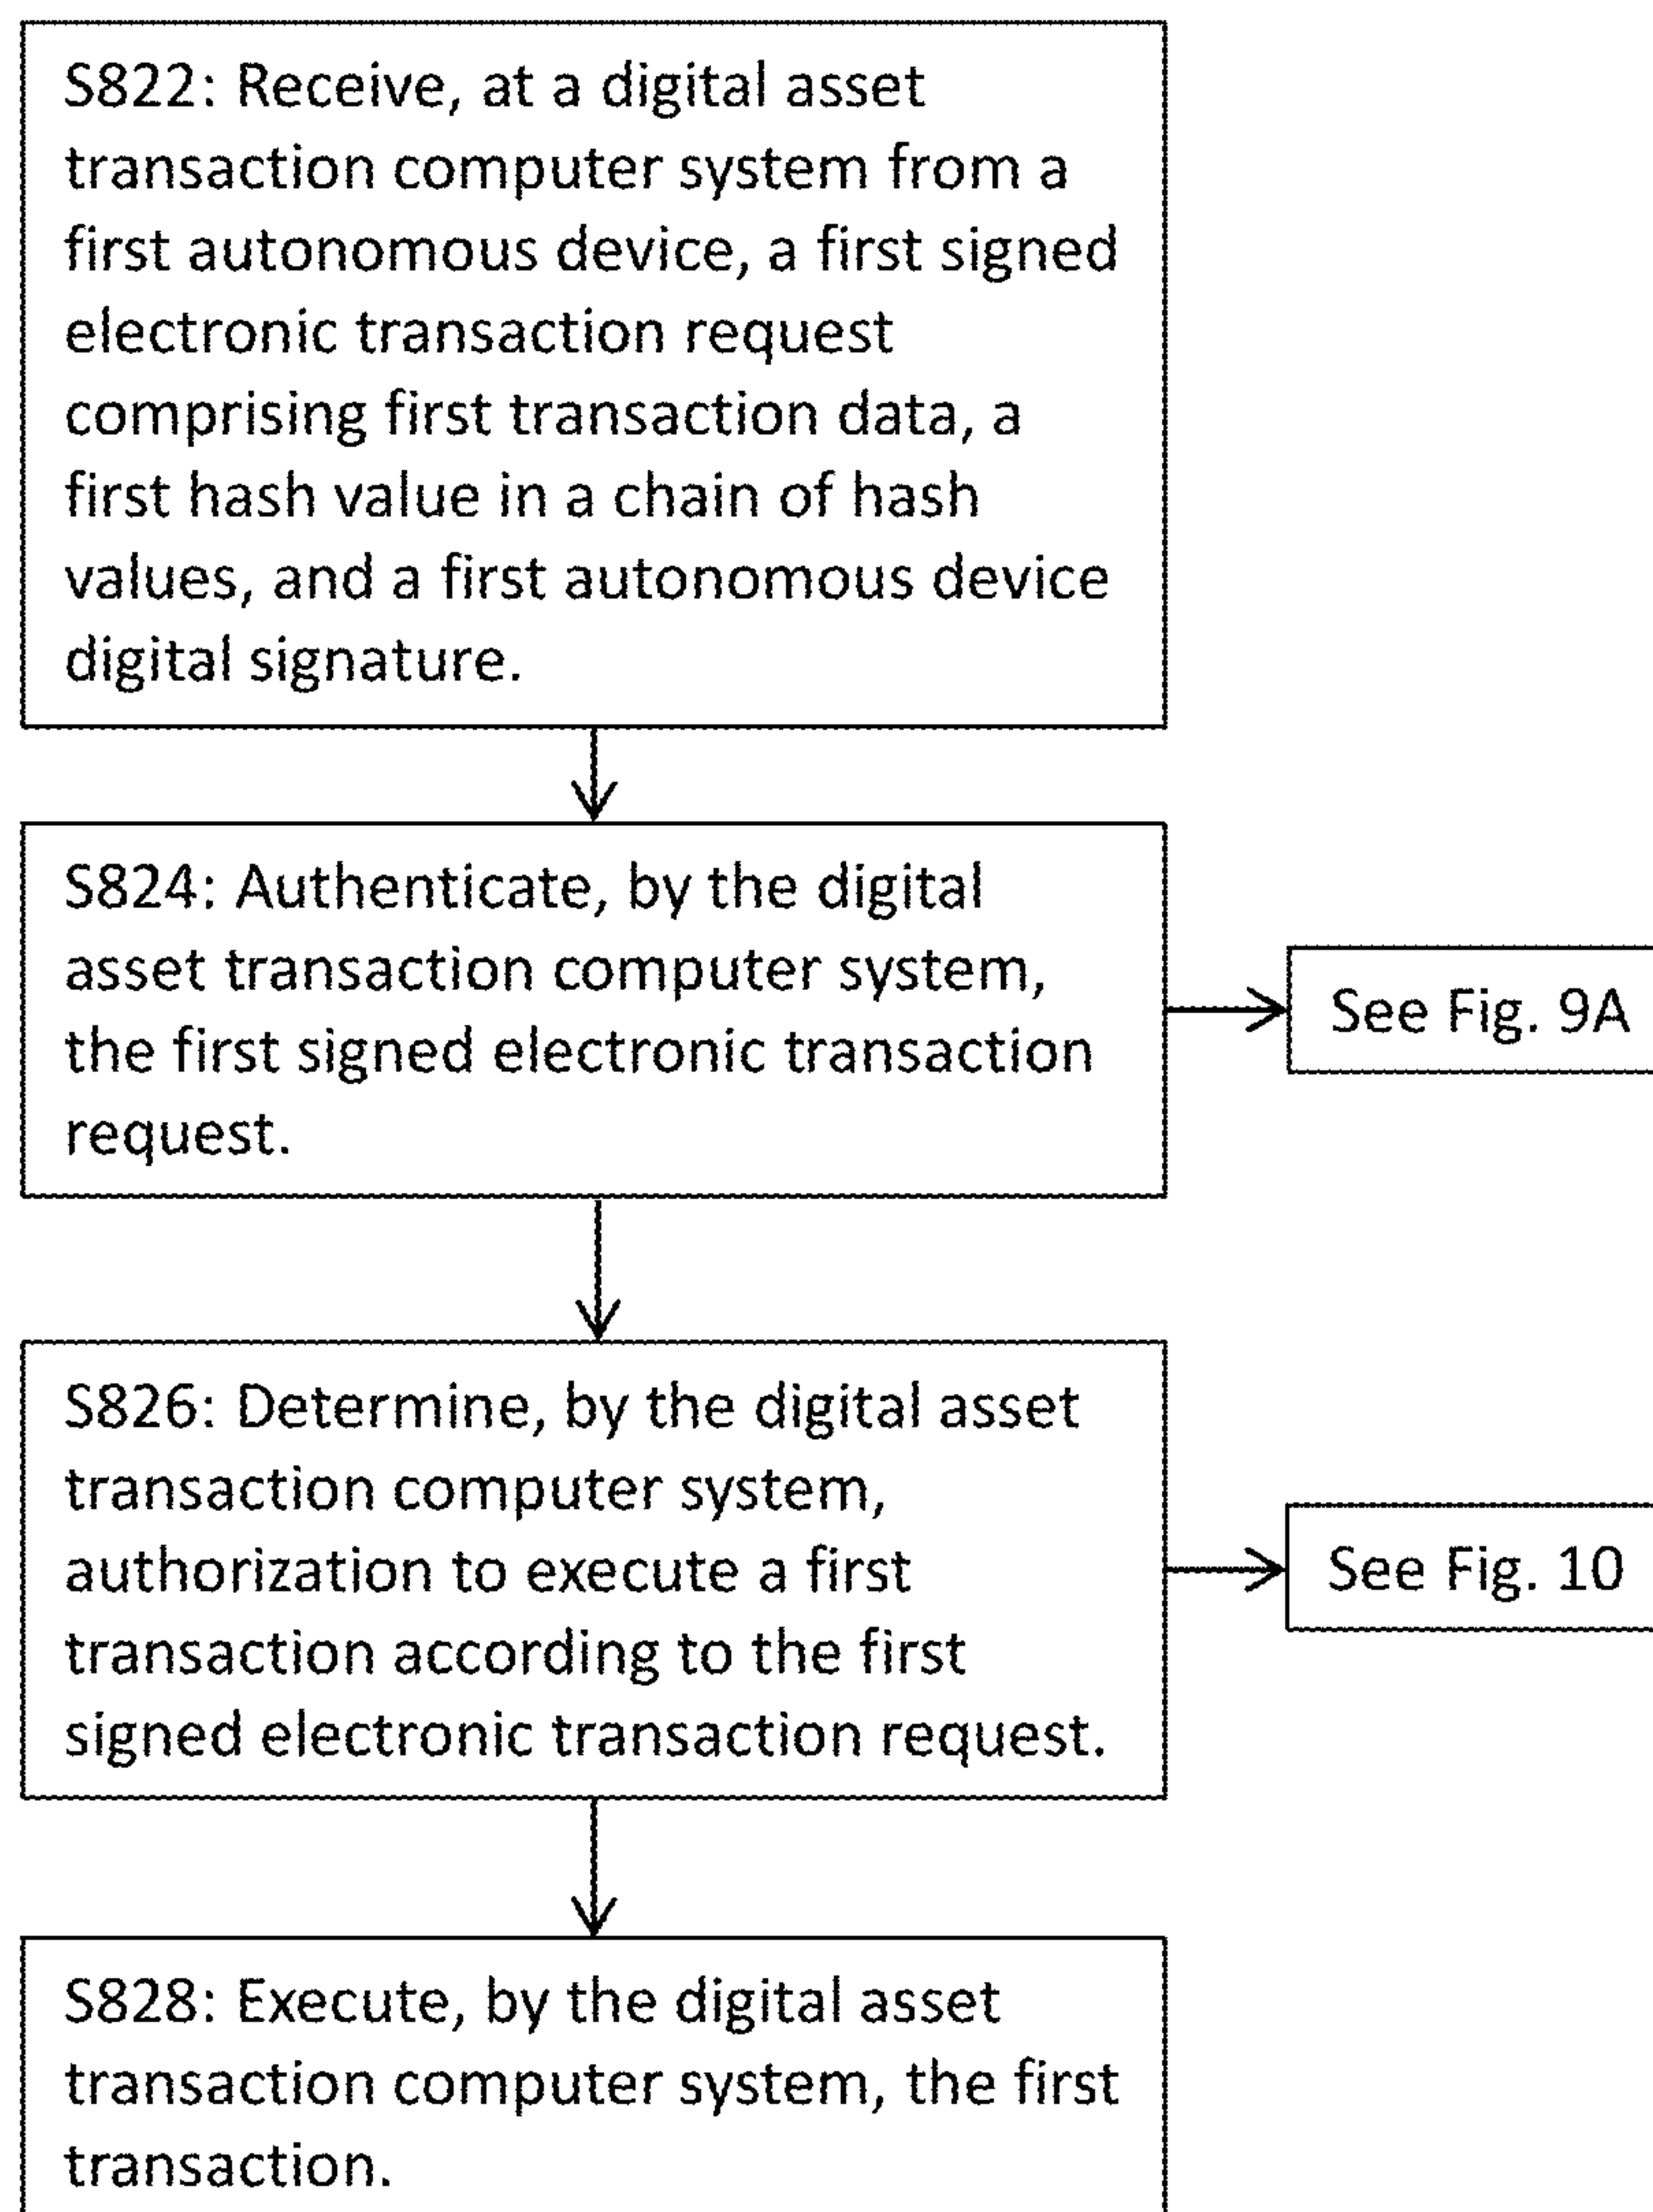 S822: Receive, at a digital asset
transaction computer system from a
first autonomous device, a first signed
electronic transaction request
comprising first transaction data, a
first hash value in a chain of hash
values, and a first autonomous device
digital signature.
S824: Authenticate, by the digital
asset transaction computer system,
the first signed electronic transaction
request.
See Fig. 9A
S826: Determine, by the digital asset
transaction computer system,
authorization to execute a first
transaction according to the first
signed electronic transaction request.
See Fig. 10
S828: Execute, by the digital asset
transaction computer system, the first
transaction.